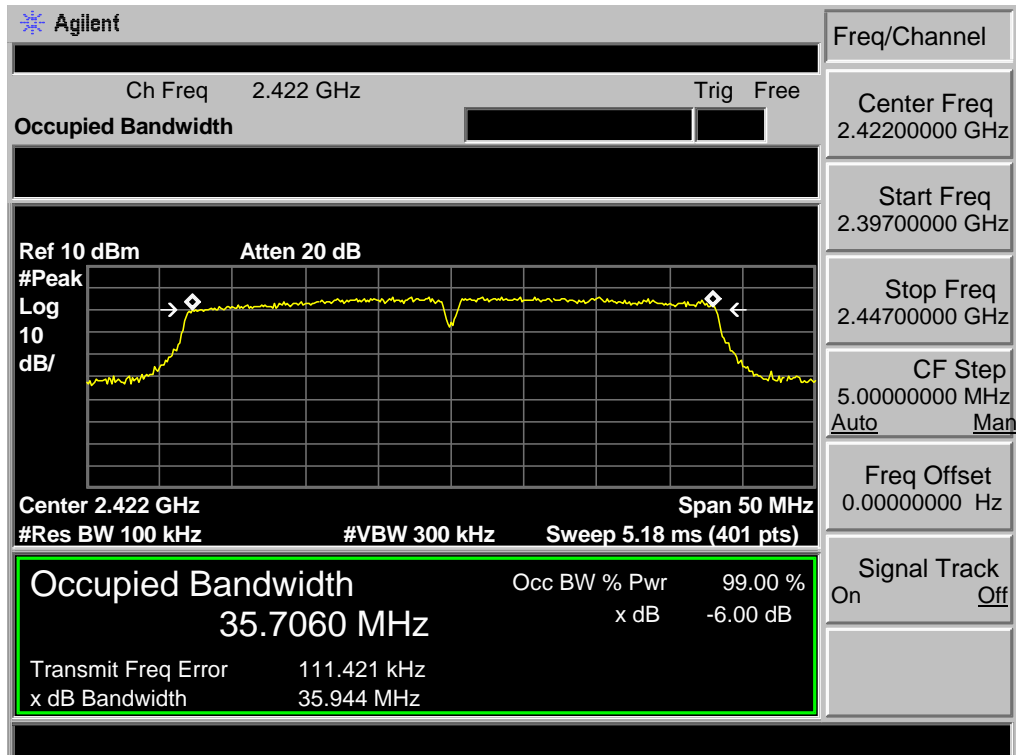 Agilent
Freq/Channel
Ch Freq 2.422 GHz Trig Free
Occupied Bandwidth
Center Freq
2.42200000 GHz
Start Freq
2.39700000 GHz
Stop Freq
2.44700000 GHz
CF Step
5.00000000 MHz
Auto Man
Freq Offset
0.00000000 Hz
Signal Track
On Off
Ref 10 dBm Atten 20 dB
#Peak
Log
10
dB/
Center 2.422 GHz Span 50 MHz
#Res BW 100 kHz #VBW 300 kHz Sweep 5.18 ms (401 pts)
Occupied Bandwidth Occ BW % Pwr 99.00 %
35.7060 MHz x dB -6.00 dB
Transmit Freq Error 111.421 kHz
x dB Bandwidth 35.944 MHz